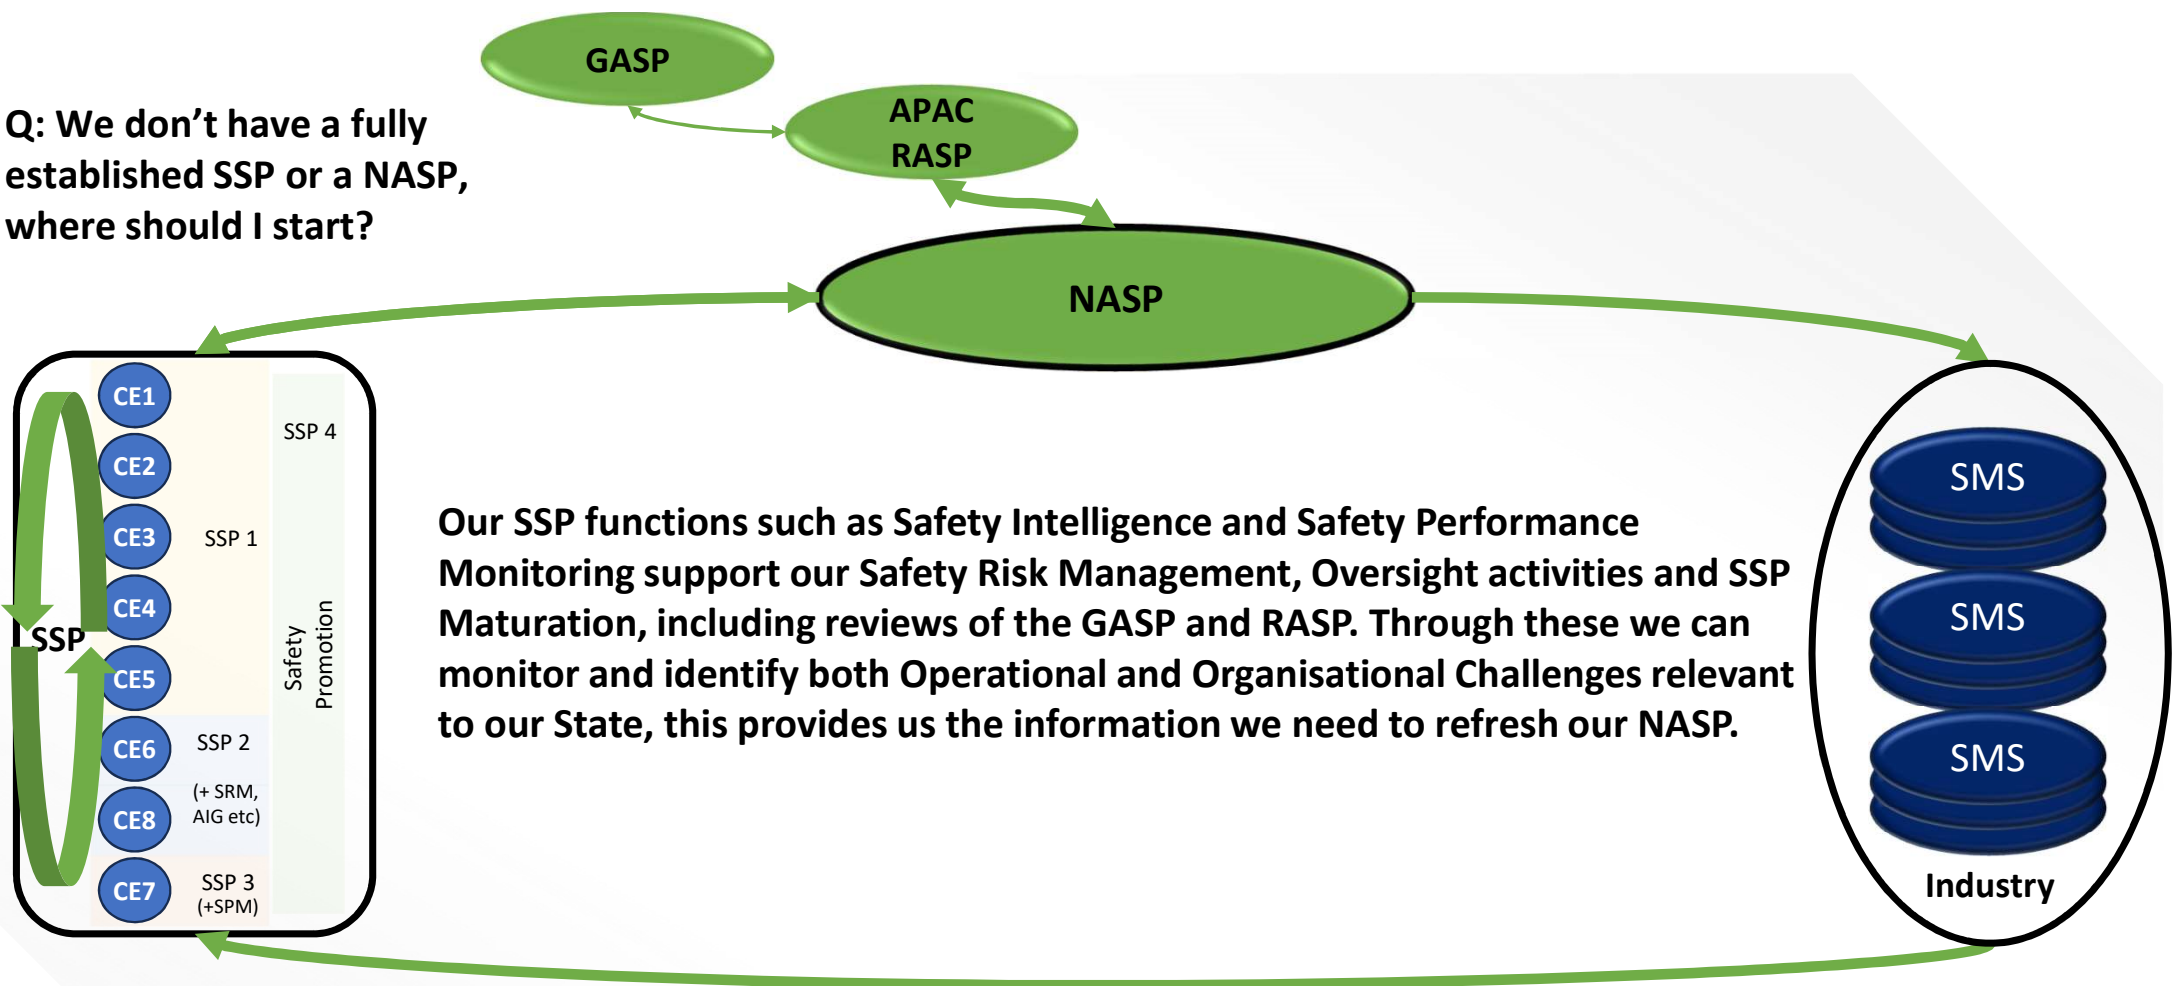 GASP
APAC
RASP
Q: We don't have a fully
established SSP or a NASP,
where should I start?
NASP
CE1
CE2
CE3
CE4
CE5
CE6
CE8
CE7
SSP
SSP 1
SSP 2
(+ SRM,
AIG etc)
SSP 3
(+SPM)
SSP 4
Safety
Promotion
Our SSP functions such as Safety Intelligence and Safety Performance
Monitoring support our Safety Risk Management, Oversight activities and SSP
Maturation, including reviews of the GASP and RASP. Through these we can
monitor and identify both Operational and Organisational Challenges relevant
to our State, this provides us the information we need to refresh our NASP.
SMS
SMS
SMS
Industry